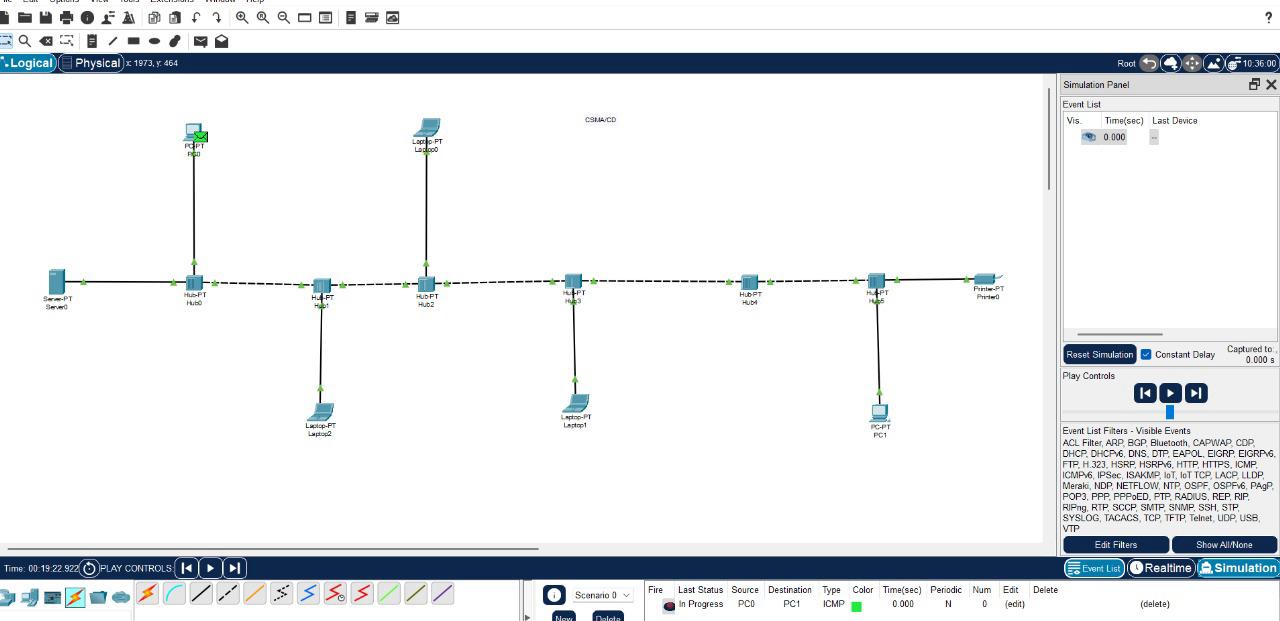 File Edit Options View Tools Extensions Window Help
?
Logical Physical x: 1973, y: 464 Root 10:36:00
Simulation Panel
Event List
Vis. Time(sec) Last Device
0.000 --
CSMA/CD
PC-PT
PC0
Laptop-PT
Laptop0
Server-PT
Server0
Hub-PT
Hub0
Hub-PT
Hub1
Hub-PT
Hub2
Hub-PT
Hub3
Hub-PT
Hub4
Hub-PT
Hub5
Printer-PT
Printer0
Laptop-PT
Laptop2
Laptop-PT
Laptop1
PC-PT
PC1
Reset Simulation Constant Delay Captured to:
0.000 s
Play Controls
Event List Filters - Visible Events
ACL Filter, ARP, BGP, Bluetooth, CAPWAP, CDP,
DHCP, DHCPv6, DNS, DTP, EAPOL, EIGRP, EIGRPv6,
FTP, H.323, HSRP, HSRPv6, HTTP, HTTPS, ICMP,
ICMPv6, IPSec, ISAKMP, IoT, IoT TCP, LACP, LLDP,
Meraki, NDP, NETFLOW, NTP, OSPF, OSPFv6, PAgP,
POP3, PPP, PPPoED, PTP, RADIUS, REP, RIP,
RIPng, RTP, SCCP, SMTP, SNMP, SSH, STP,
SYSLOG, TACACS, TCP, TFTP, Telnet, UDP, USB,
VTP
Edit Filters Show All/None
Time: 00:19:22.922 PLAY CONTROLS: Event List Realtime Simulation
Scenario 0
New Delete
Fire Last Status Source Destination Type Color Time(sec) Periodic Num Edit Delete
In Progress PC0 PC1 ICMP 0.000 N 0 (edit) (delete)